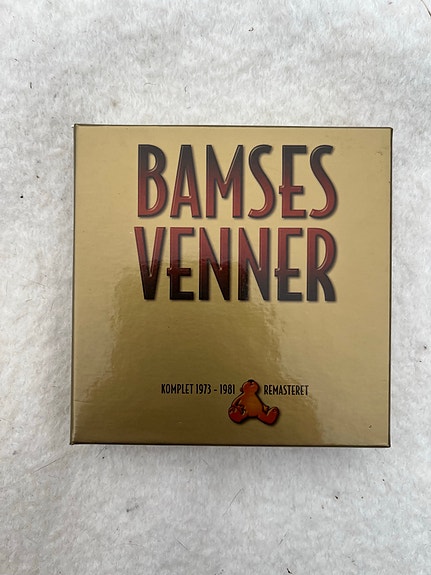 BAMSES
VENNER
KOMPLET 1973 - 1981 REMASTERET